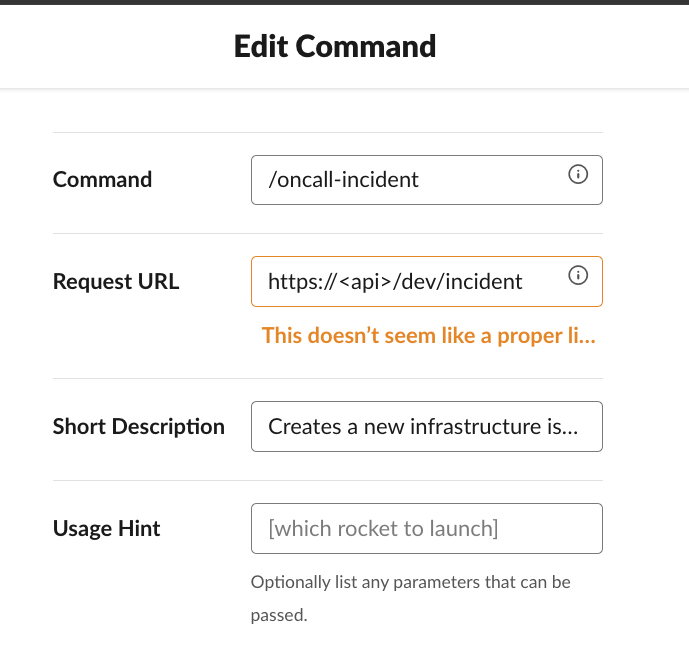 Edit Command
Command
/oncall-incident
Request URL
https://<api>/dev/incident
This doesn’t seem like a proper li...
Short Description
Creates a new infrastructure is...
Usage Hint
[which rocket to launch]
Optionally list any parameters that can be
passed.